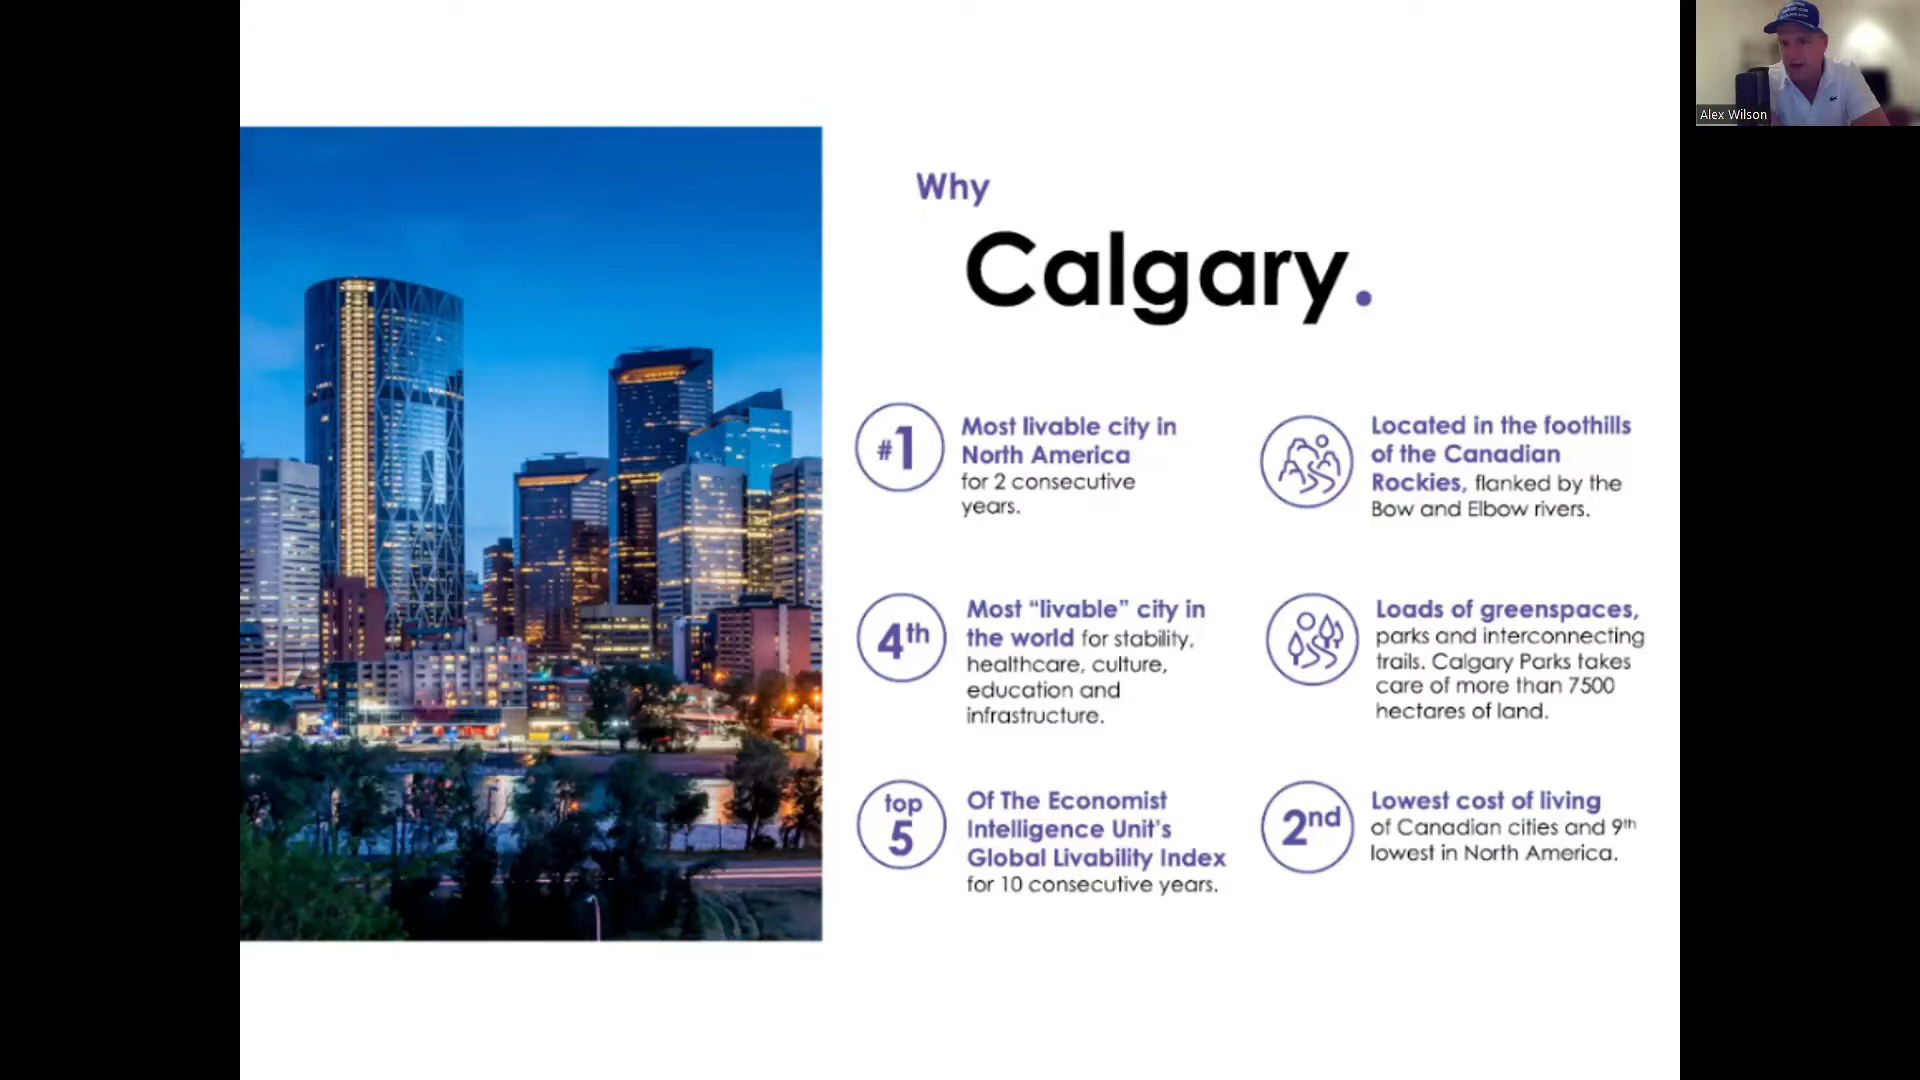 Alex Wilson
Why
Calgary.
#1
Most livable city in
North America
for 2 consecutive
years.
Located in the foothills
of the Canadian
Rockies, flanked by the
Bow and Elbow rivers.
4th
Most “livable” city in
the world for stability,
healthcare, culture,
education and
infrastructure.
Loads of greenspaces,
parks and interconnecting
trails. Calgary Parks takes
care of more than 7500
hectares of land.
top
5
Of The Economist
Intelligence Unit's
Global Livability Index
for 10 consecutive years.
2nd
Lowest cost of living
of Canadian cities and 9th
lowest in North America.